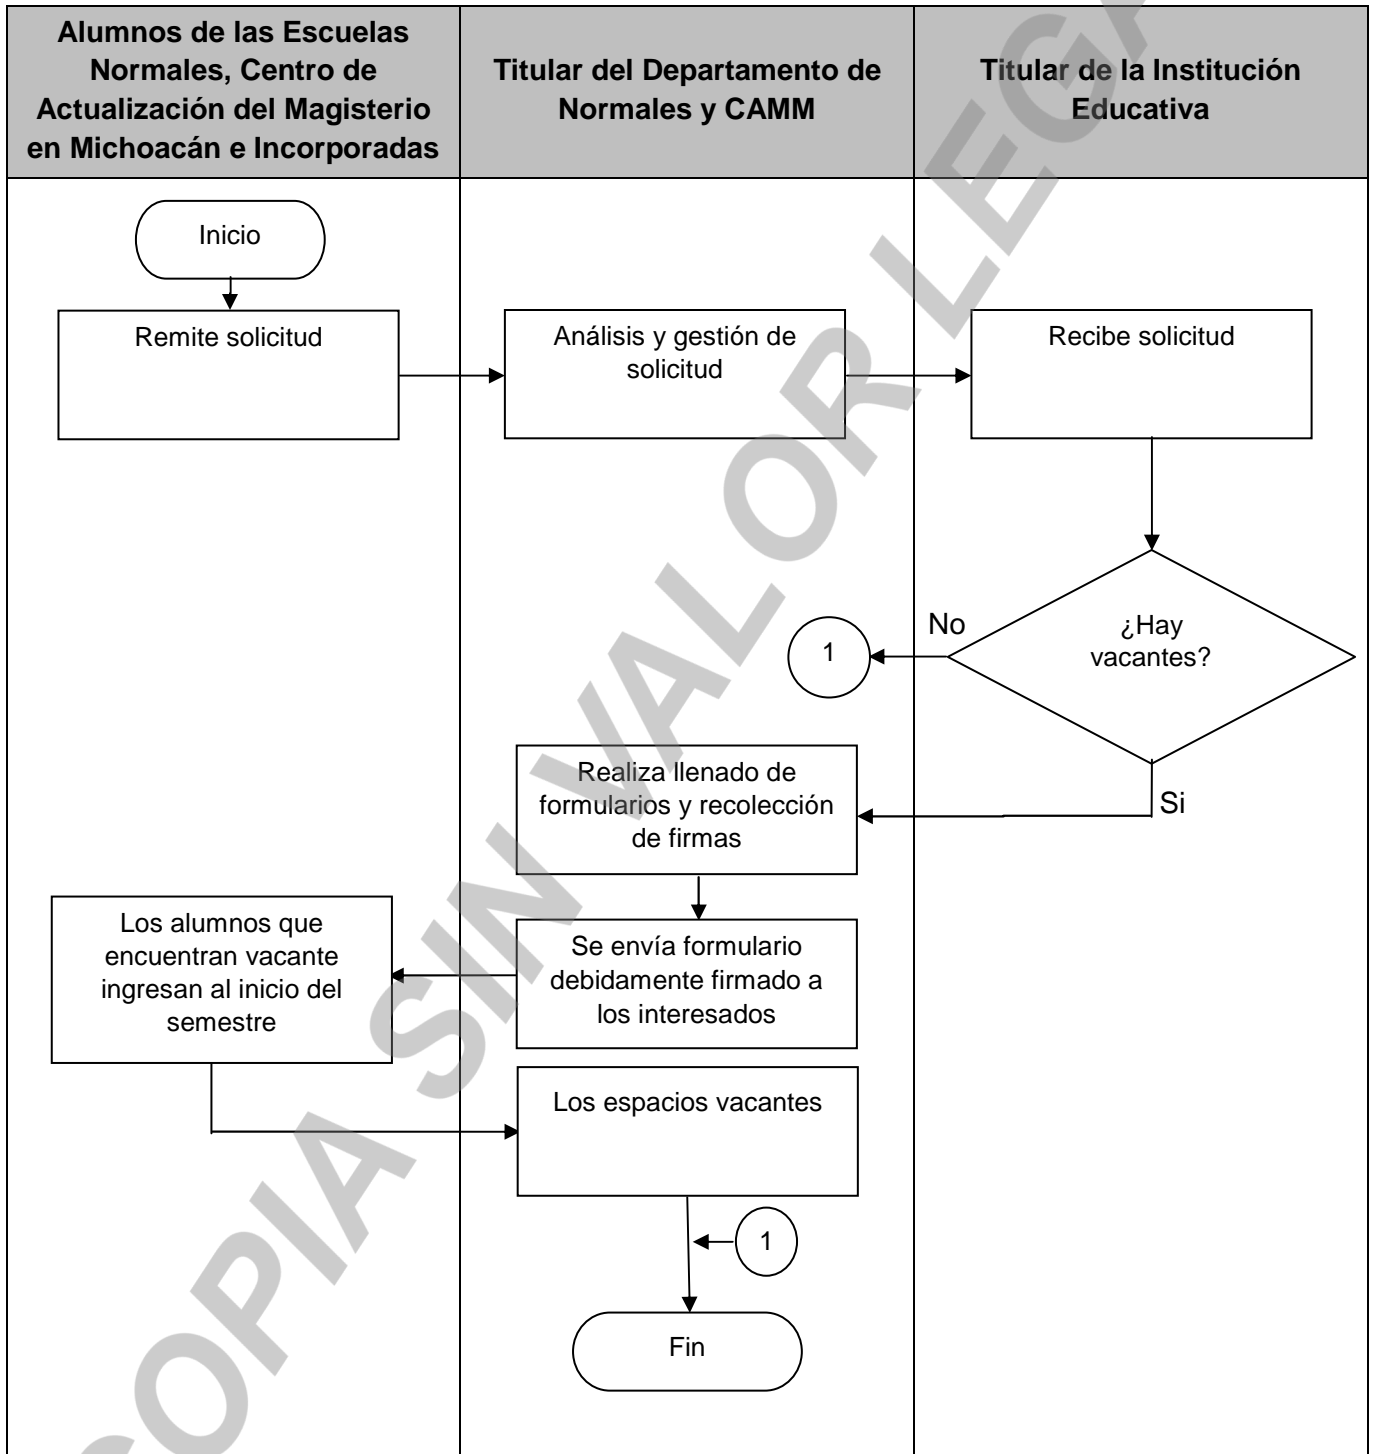 Alumnos de las Escuelas
Normales, Centro de
Actualización del Magisterio
en Michoacán e Incorporadas
Titular del Departamento de
Normales y CAMM
Titular de la Institución
Educativa
Inicio
Remite solicitud
Análisis y gestión de
solicitud
Recibe solicitud
¿Hay
vacantes?
No
1
Si
Realiza llenado de
formularios y recolección
de firmas
Se envía formulario
debidamente firmado a
los interesados
Los alumnos que
encuentran vacante
ingresan al inicio del
semestre
Los espacios vacantes
1
Fin
COPIA SIN VALOR LEGA